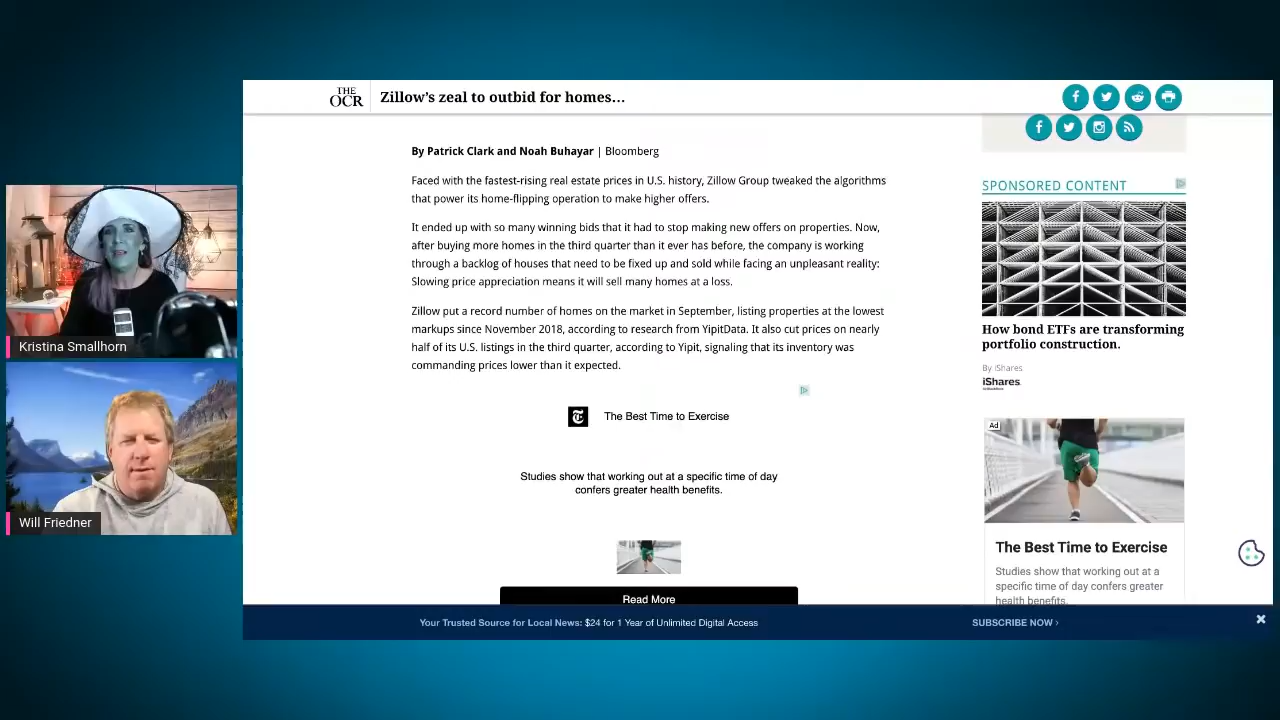 THE
OCR
Zillow’s zeal to outbid for homes…
By Patrick Clark and Noah Buhayar | Bloomberg
Faced with the fastest-rising real estate prices in U.S. history, Zillow Group tweaked the algorithms
that power its home-flipping operation to make higher offers.
It ended up with so many winning bids that it had to stop making new offers on properties. Now,
after buying more homes in the third quarter than it ever has before, the company is working
through a backlog of houses that need to be fixed up and sold while facing an unpleasant reality:
Slowing price appreciation means it will sell many homes at a loss.
Zillow put a record number of homes on the market in September, listing properties at the lowest
markups since November 2018, according to research from YipitData. It also cut prices on nearly
half of its U.S. listings in the third quarter, according to Yipit, signaling that its inventory was
commanding prices lower than it expected.
The Best Time to Exercise
Studies show that working out at a specific time of day
confers greater health benefits.
Read More
SPONSORED CONTENT
How bond ETFs are transforming
portfolio construction.
By iShares
iShares
Ad
The Best Time to Exercise
Studies show that working out at a
specific time of day confers greater
health benefits.
Your Trusted Source for Local News: $24 for 1 Year of Unlimited Digital Access
SUBSCRIBE NOW ›
Kristina Smallhorn
Will Friedner